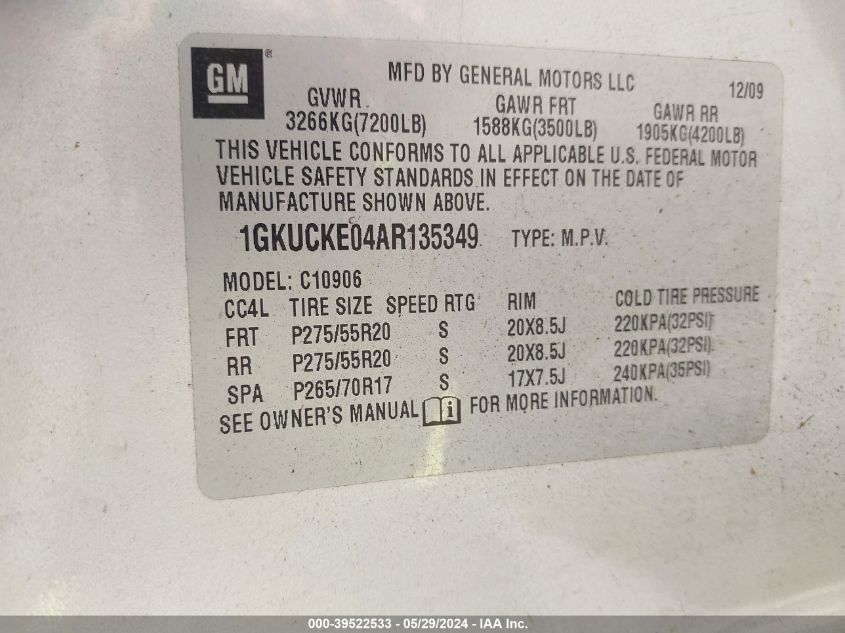 GM®
MFD BY GENERAL MOTORS LLC
12/09
GVWR GAWR FRT GAWR RR
3266KG(7200LB) 1588KG(3500LB) 1905KG(4200LB)
THIS VEHICLE CONFORMS TO ALL APPLICABLE U.S. FEDERAL MOTOR
VEHICLE SAFETY STANDARDS IN EFFECT ON THE DATE OF
MANUFACTURE SHOWN ABOVE.
1GKUCKE04AR135349 TYPE: M.P.V.
MODEL: C10906
CC4L TIRE SIZE SPEED RTG RIM COLD TIRE PRESSURE
FRT P275/55R20 S 20X8.5J 220KPA(32PSI)
RR P275/55R20 S 20X8.5J 220KPA(32PSI)
SPA P265/70R17 S 17X7.5J 240KPA(35PSI)
SEE OWNER'S MANUAL i FOR MORE INFORMATION.
000-39522533 - 05/29/2024 - IAA Inc.